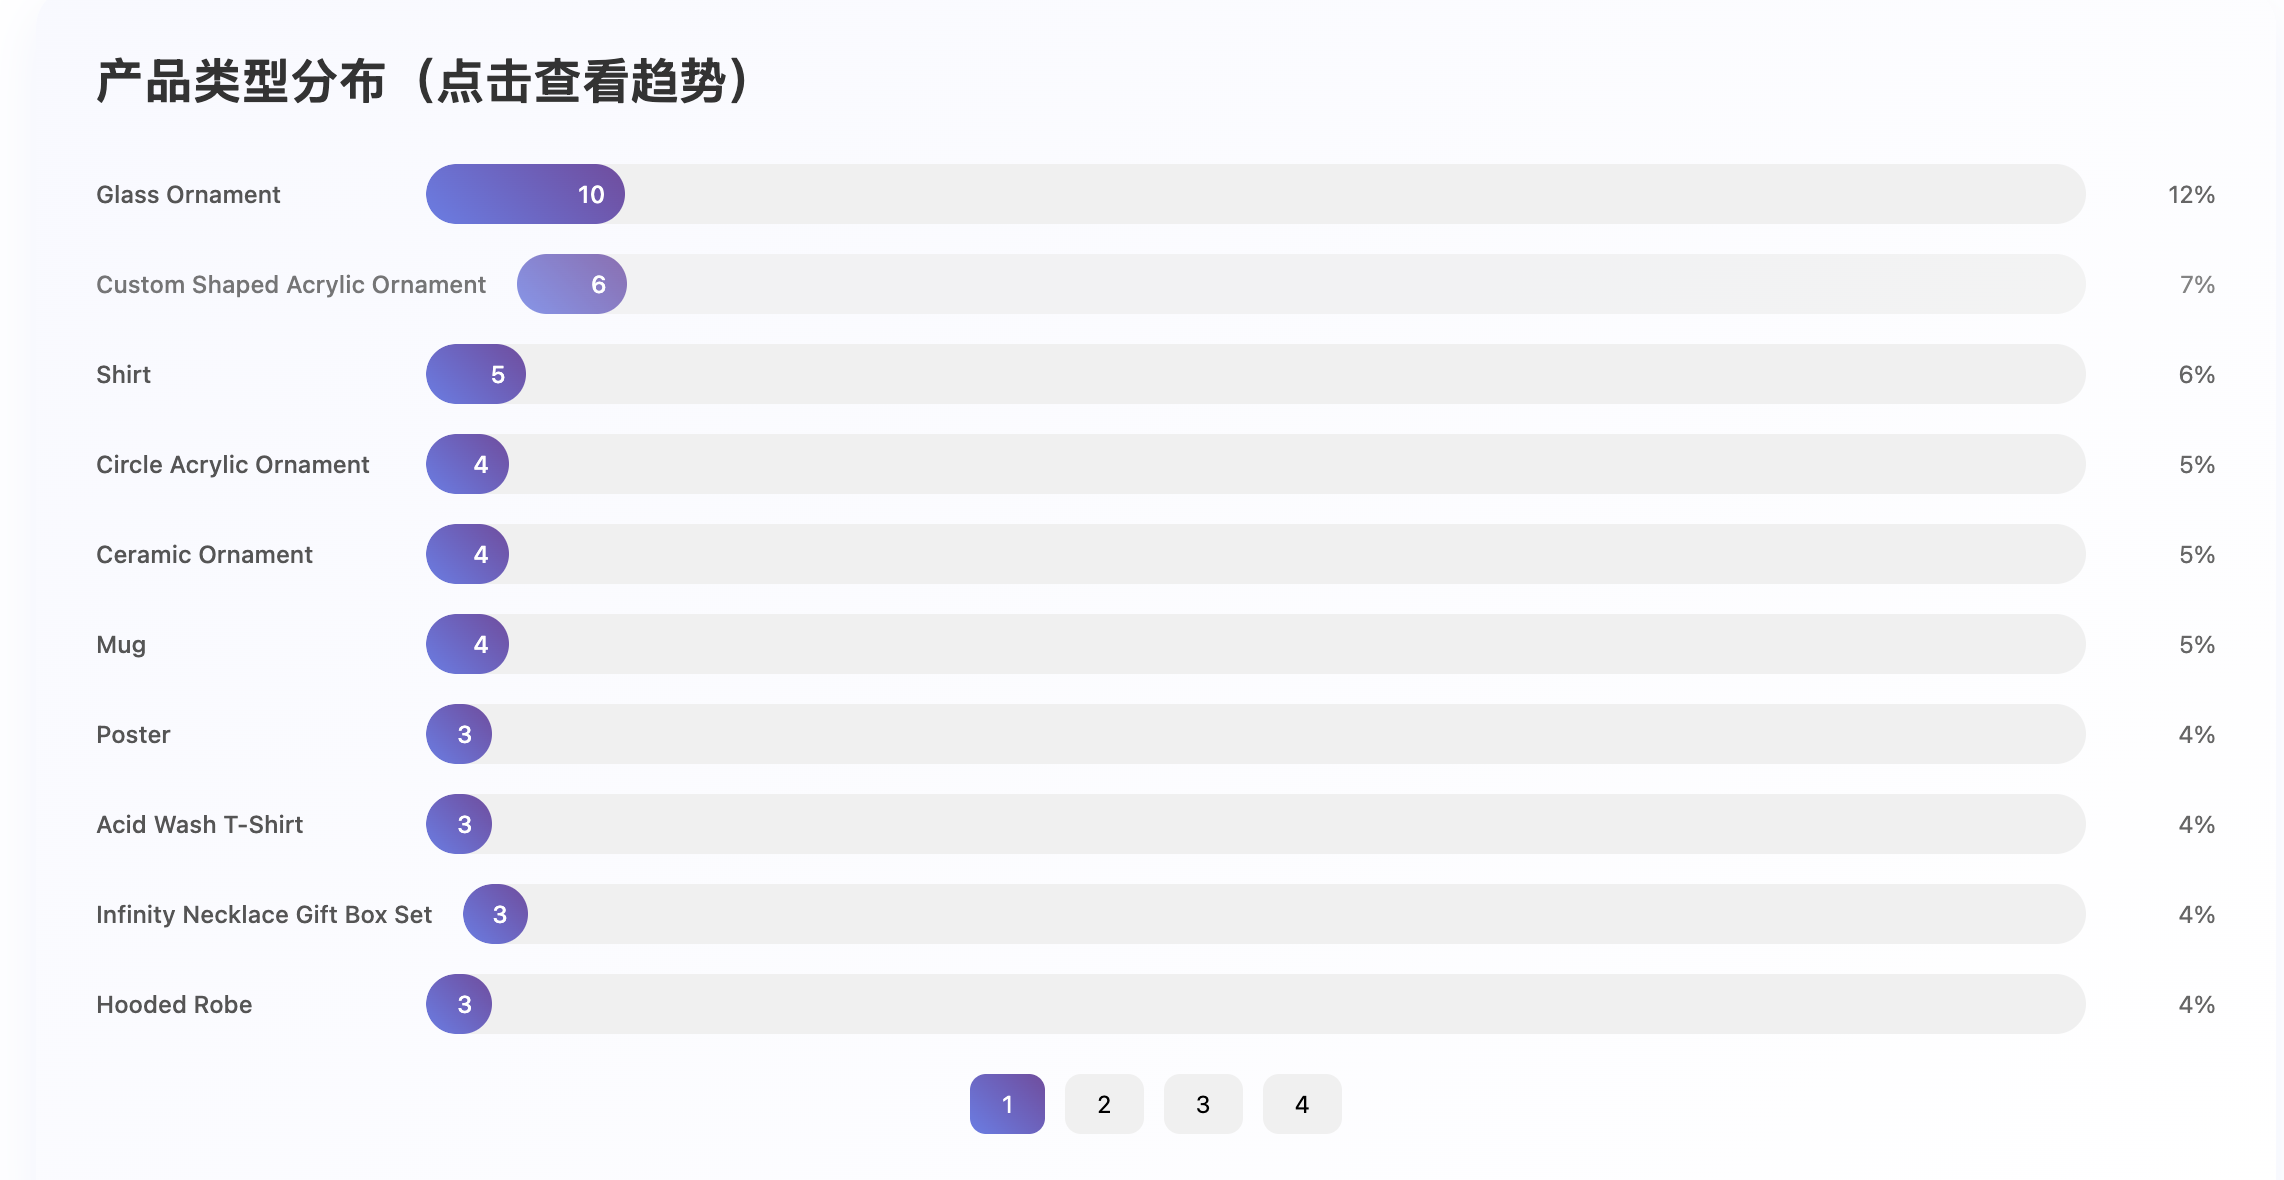 产品类型分布（点击查看趋势）
Glass Ornament 10 12%
Custom Shaped Acrylic Ornament 6 7%
Shirt 5 6%
Circle Acrylic Ornament 4 5%
Ceramic Ornament 4 5%
Mug 4 5%
Poster 3 4%
Acid Wash T-Shirt 3 4%
Infinity Necklace Gift Box Set 3 4%
Hooded Robe 3 4%
1 2 3 4